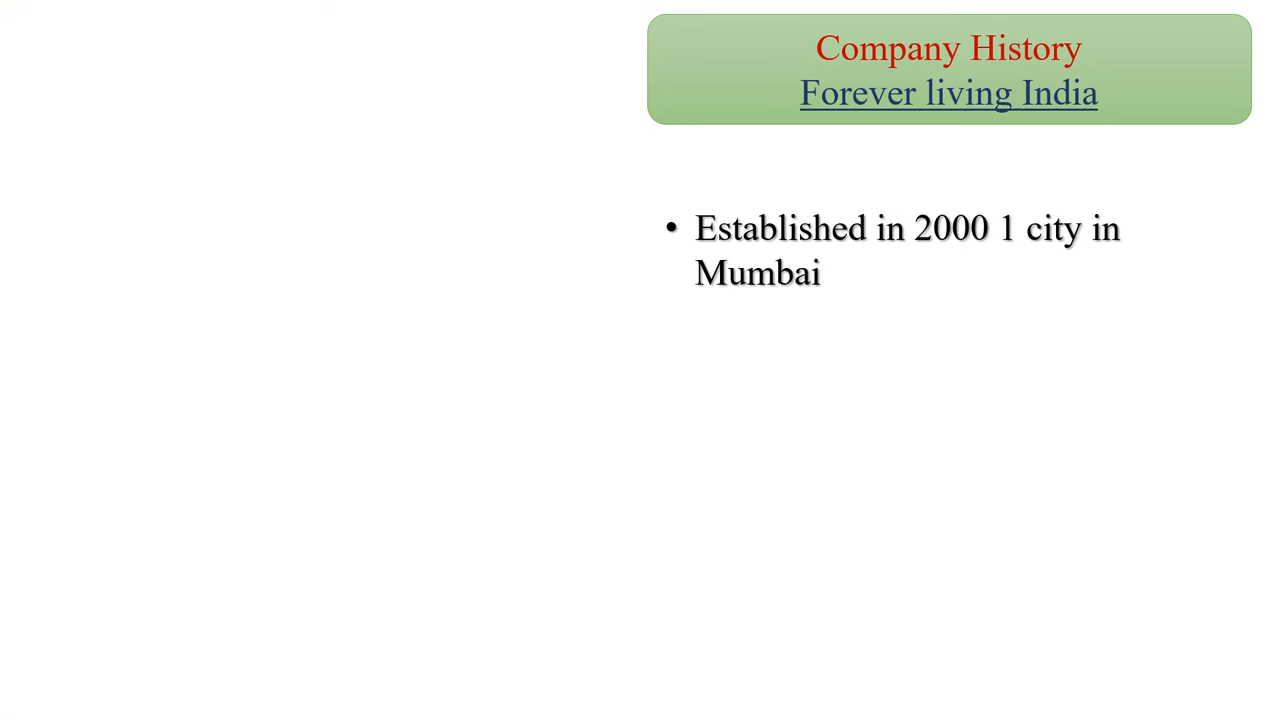 Company History
Forever living India
• Established in 2000 1 city in
Mumbai